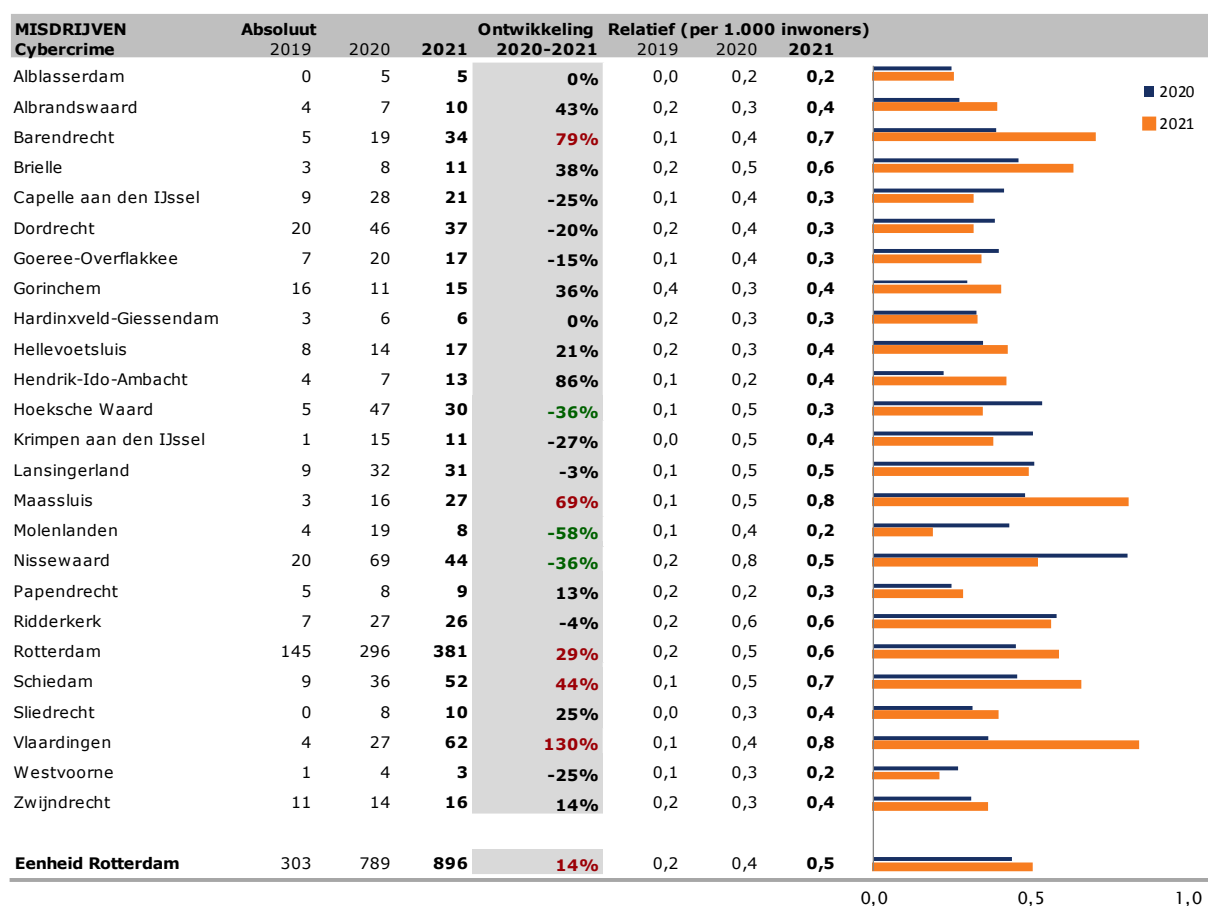 MISDRIJVEN Absoluut Ontwikkeling Relatief (per 1.000 inwoners)
Cybercrime 2019 2020 2021 2020-2021 2019 2020 2021
Alblasserdam 0 5 5 0% 0,0 0,2 0,2
2020
Albrandswaard 4 7 10 43% 0,2 0,3 0,4
2021
Barendrecht 5 19 34 79% 0,1 0,4 0,7
Brielle 3 8 11 38% 0,2 0,5 0,6
Capelle aan den IJssel 9 28 21 -25% 0,1 0,4 0,3
Dordrecht 20 46 37 -20% 0,2 0,4 0,3
Goeree-Overflakkee 7 20 17 -15% 0,1 0,4 0,3
Gorinchem 16 11 15 36% 0,4 0,3 0,4
Hardinxveld-Giessendam 3 6 6 0% 0,2 0,3 0,3
Hellevoetsluis 8 14 17 21% 0,2 0,3 0,4
Hendrik-Ido-Ambacht 4 7 13 86% 0,1 0,2 0,4
Hoeksche Waard 5 47 30 -36% 0,1 0,5 0,3
Krimpen aan den IJssel 1 15 11 -27% 0,0 0,5 0,4
Lansingerland 9 32 31 -3% 0,1 0,5 0,5
Maassluis 3 16 27 69% 0,1 0,5 0,8
Molenlanden 4 19 8 -58% 0,1 0,4 0,2
Nissewaard 20 69 44 -36% 0,2 0,8 0,5
Papendrecht 5 8 9 13% 0,2 0,2 0,3
Ridderkerk 7 27 26 -4% 0,2 0,6 0,6
Rotterdam 145 296 381 29% 0,2 0,5 0,6
Schiedam 9 36 52 44% 0,1 0,5 0,7
Sliedrecht 0 8 10 25% 0,0 0,3 0,4
Vlaardingen 4 27 62 130% 0,1 0,4 0,8
Westvoorne 1 4 3 -25% 0,1 0,3 0,2
Zwijndrecht 11 14 16 14% 0,2 0,3 0,4
Eenheid Rotterdam 303 789 896 14% 0,2 0,4 0,5
0,0 0,5 1,0